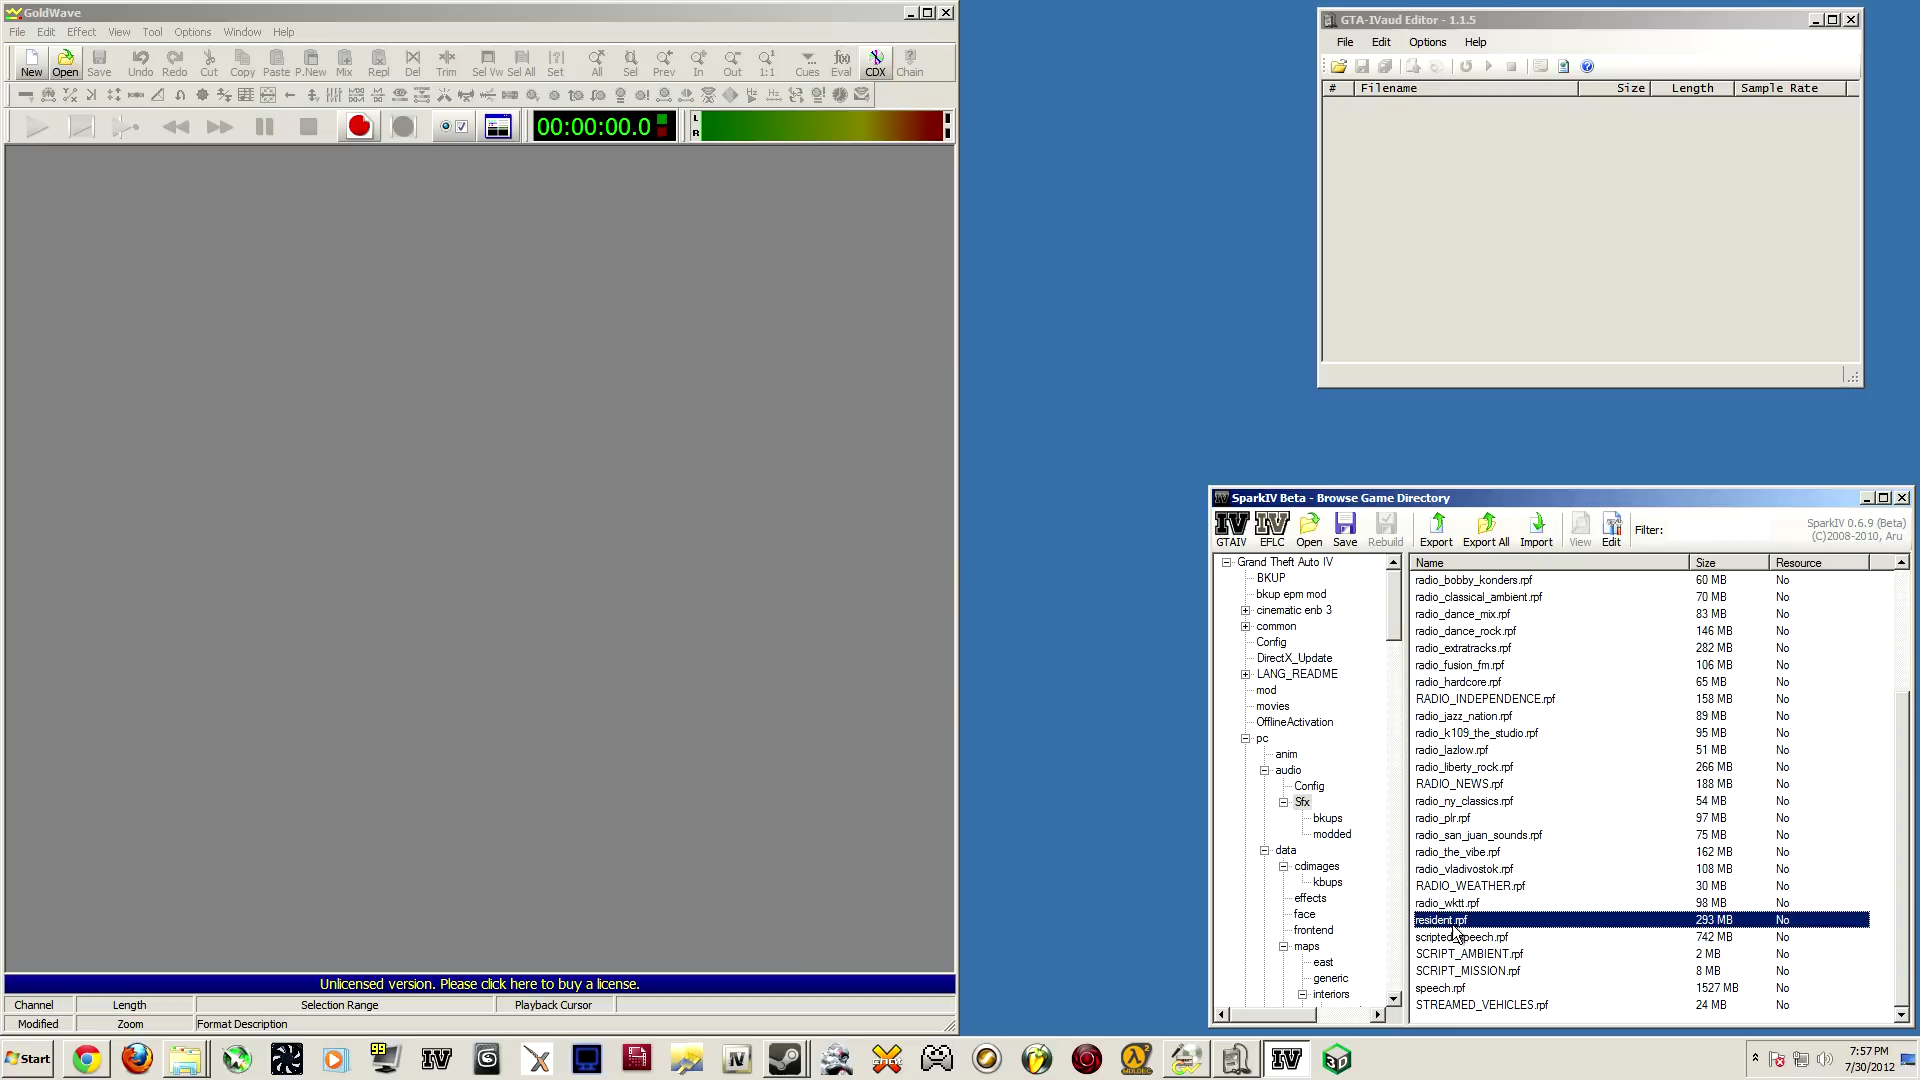 GoldWave
File Edit Effect View Tool Options Window Help
New Open Save Undo Redo Cut Copy Paste P.New Mix Repl Del Trim Sel Vw Sel All Set All Sel Prev In Out 1:1 Cues Eval CDX Chain
f(x)
00:00:00.0
L
R
Unlicensed version. Please click here to buy a license.
Channel Length Selection Range Playback Cursor
Modified Zoom Format Description
GTA-IVaud Editor - 1.1.5
File Edit Options Help
# Filename Size Length Sample Rate
SparkIV Beta - Browse Game Directory
GTAIV EFLC Open Save Rebuild Export Export All Import View Edit Filter:
SparkIV 0.6.9 (Beta)
(C)2008-2010, Aru
Grand Theft Auto IV
BKUP
bkup epm mod
cinematic enb 3
common
Config
DirectX_Update
LANG_README
mod
movies
OfflineActivation
pc
anim
audio
Config
Sfx
bkups
modded
data
cdimages
kbups
effects
face
frontend
maps
east
generic
interiors
Name Size Resource
radio_bobby_konders.rpf 60 MB No
radio_classical_ambient.rpf 70 MB No
radio_dance_mix.rpf 83 MB No
radio_dance_rock.rpf 146 MB No
radio_extratracks.rpf 282 MB No
radio_fusion_fm.rpf 106 MB No
radio_hardcore.rpf 65 MB No
RADIO_INDEPENDENCE.rpf 158 MB No
radio_jazz_nation.rpf 89 MB No
radio_k109_the_studio.rpf 95 MB No
radio_lazlow.rpf 51 MB No
radio_liberty_rock.rpf 266 MB No
RADIO_NEWS.rpf 188 MB No
radio_ny_classics.rpf 54 MB No
radio_plr.rpf 97 MB No
radio_san_juan_sounds.rpf 75 MB No
radio_the_vibe.rpf 162 MB No
radio_vladivostok.rpf 108 MB No
RADIO_WEATHER.rpf 30 MB No
radio_wktt.rpf 98 MB No
resident.rpf 293 MB No
scripted_speech.rpf 742 MB No
SCRIPT_AMBIENT.rpf 2 MB No
SCRIPT_MISSION.rpf 8 MB No
speech.rpf 1527 MB No
STREAMED_VEHICLES.rpf 24 MB No
Start
99
7:57 PM
7/30/2012